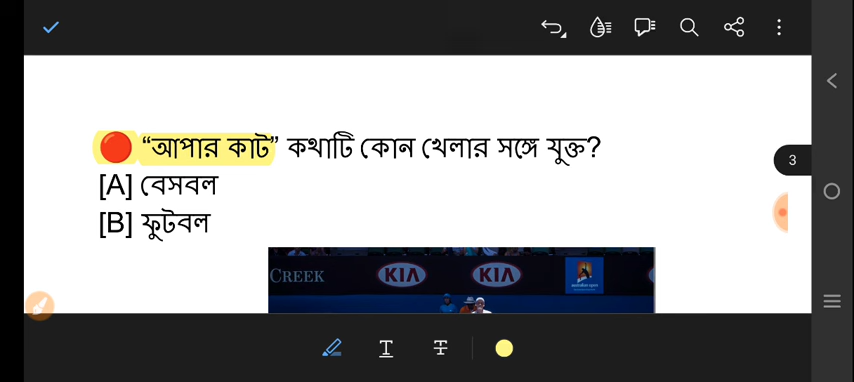 🔴 “আপার কাট” কথাটি কোন খেলার সঙ্গে যুক্ত?
3
[A] বেসবল
[B] ফুটবল
CREEK KIA KIA
T T